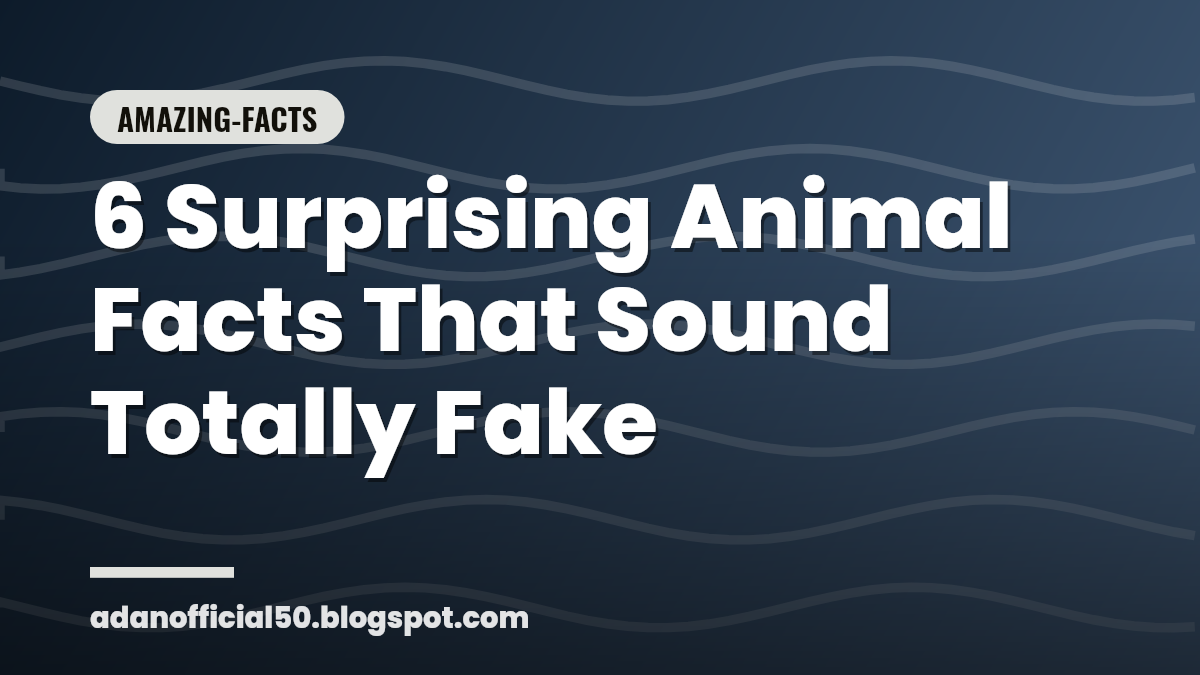 AMAZING-FACTS
6 Surprising Animal
Facts That Sound
Totally Fake
adanofficial50.blogspot.com